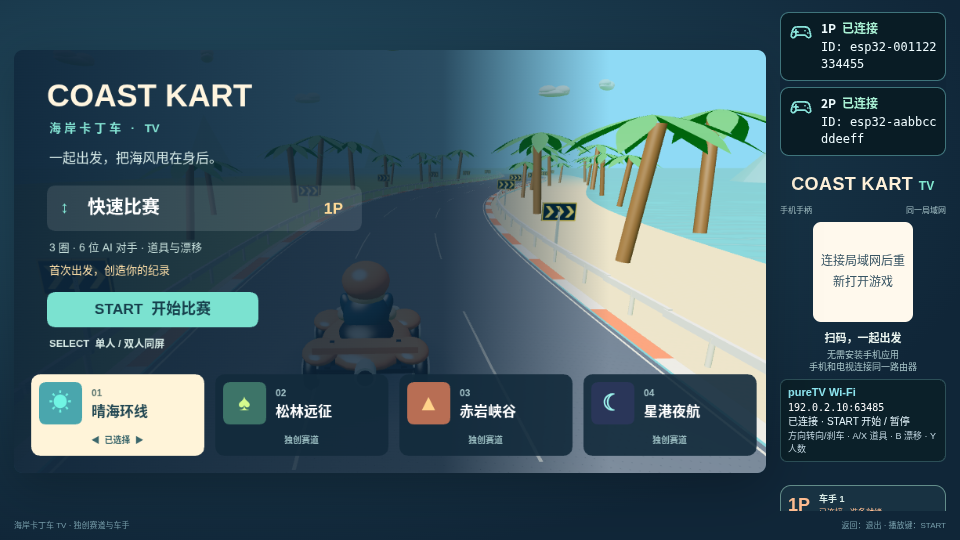 COAST KART
海岸卡丁车 · TV
一起出发，把海风甩在身后。
↕ 快速比赛 1P
3 圈 · 6 位 AI 对手 · 道具与漂移
首次出发，创造你的纪录
START 开始比赛
SELECT 单人 / 双人同屏
01
晴海环线
◀ 已选择 ▶
02
松林远征
独创赛道
03
赤岩峡谷
独创赛道
04
星港夜航
独创赛道
1P 已连接
ID: esp32-001122
334455
2P 已连接
ID: esp32-aabbcc
ddeeff
COAST KART TV
手机手柄 同一局域网
连接局域网后重
新打开游戏
扫码，一起出发
无需安装手机应用
手机和电视连接同一路由器
pureTV Wi-Fi
192.0.2.10:63485
已连接 · START 开始 / 暂停
方向转向/刹车 · A/X 道具 · B 漂移 · Y
人数
1P 车手 1
海岸卡丁车 TV · 独创赛道与车手
返回：退出 · 播放键：START